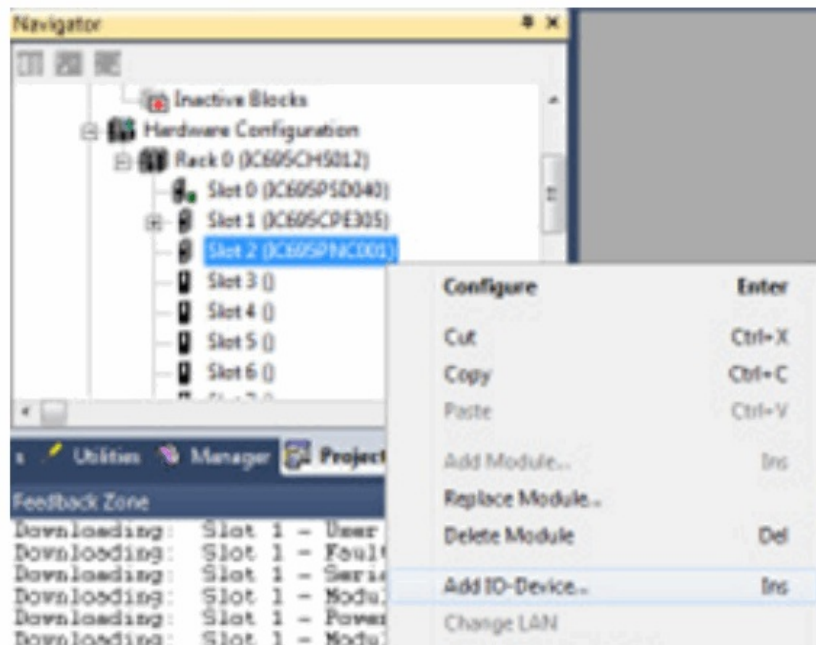 Navigator
Inactive Blocks
Hardware Configuration
Rack 0 (IC695CHS012)
Slot 0 (IC695PSD040)
Slot 1 (IC695CPE305)
Slot 2 (IC695PNC001)
Slot 3 ()
Slot 4 ()
Slot 5 ()
Slot 6 ()
Configure Enter
Cut Ctrl+X
Copy Ctrl+C
Paste Ctrl+V
Add Module... Ins
Replace Module...
Delete Module Del
Add IO-Device... Ins
Change LAN
s Utilities Manager Project
Feedback Zone
Downloading: Slot 1 - User
Downloading: Slot 1 - Fault
Downloading: Slot 1 - Seri
Downloading: Slot 1 - Modu
Downloading: Slot 1 - Power
Downloading: Slot 1 - Modul